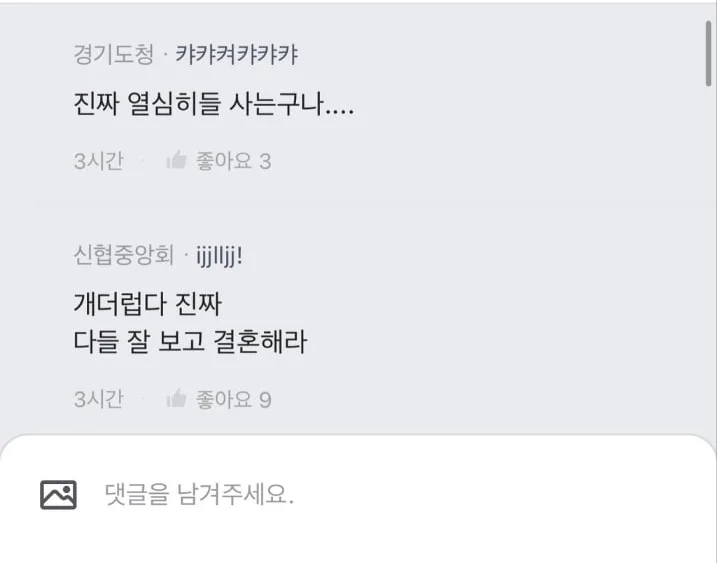 경기도청 · 캬캬켜캬캬캬
진짜 열심히들 사는구나....
3시간 · 좋아요 3
신협중앙회 · ijjlljj!
개더럽다 진짜
다들 잘 보고 결혼해라
3시간 · 좋아요 9
댓글을 남겨주세요.